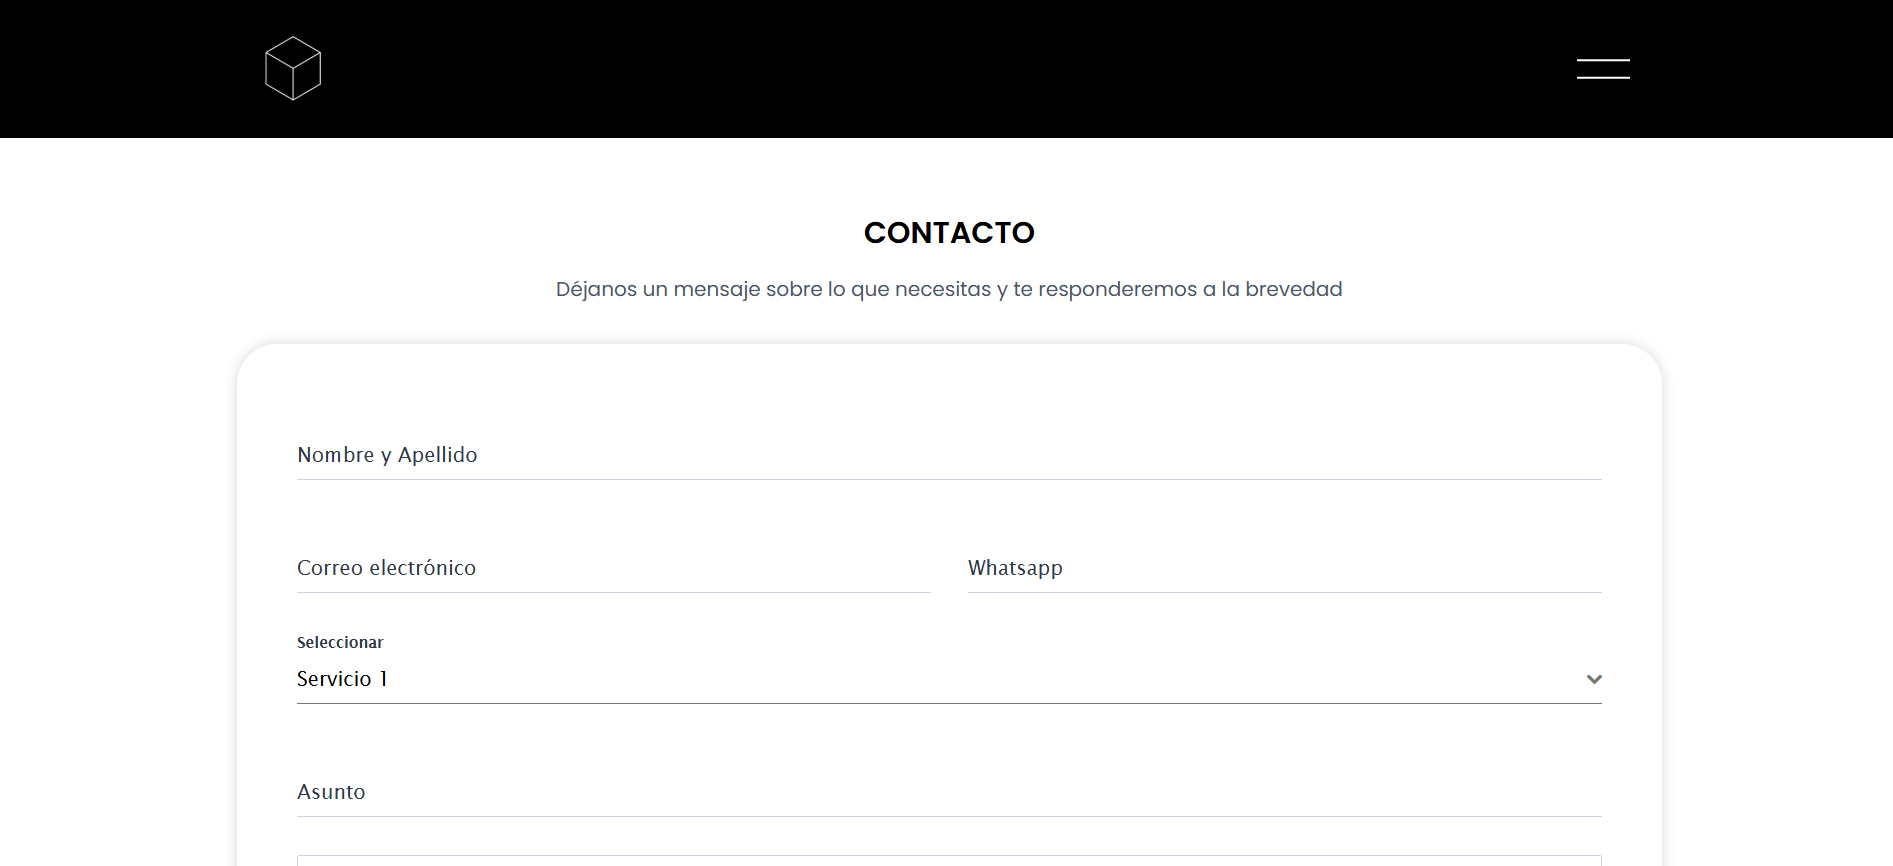 CONTACTO
Déjanos un mensaje sobre lo que necesitas y te responderemos a la brevedad
Nombre y Apellido
Correo electrónico
Whatsapp
Seleccionar
Servicio 1
Asunto